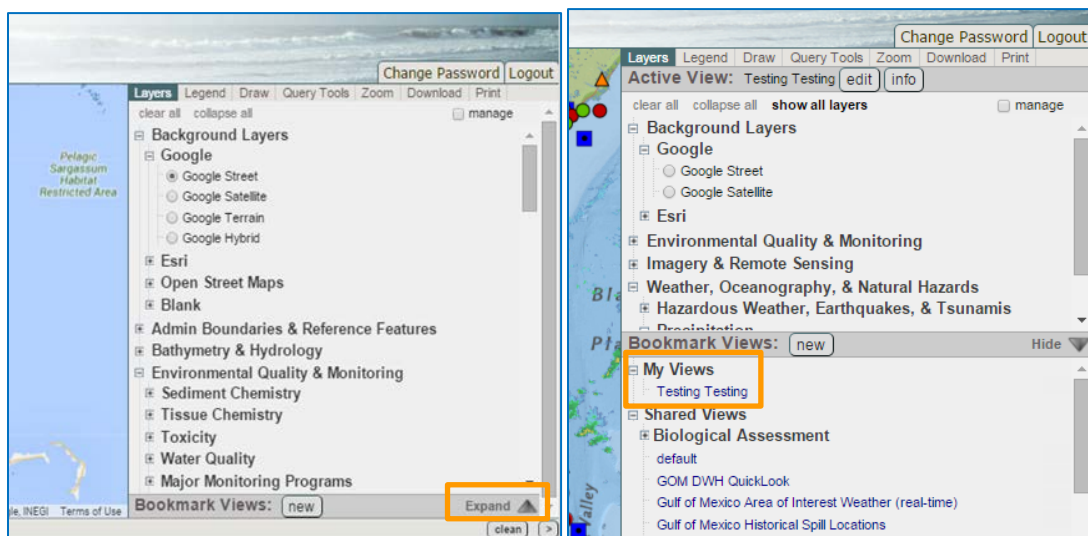 Change Password Logout
Layers Legend Draw Query Tools Zoom Download Print
clear all collapse all manage
Background Layers
Google
Google Street
Google Satellite
Google Terrain
Google Hybrid
Esri
Open Street Maps
Blank
Admin Boundaries & Reference Features
Bathymetry & Hydrology
Environmental Quality & Monitoring
Sediment Chemistry
Tissue Chemistry
Toxicity
Water Quality
Major Monitoring Programs
Bookmark Views: new Expand
clean >
Pelagic
Sargassum
Habitat
Restricted Area
INEGI Terms of Use
Change Password Logout
Layers Legend Draw Query Tools Zoom Download Print
Active View: Testing Testing edit info
clear all collapse all show all layers manage
Background Layers
Google
Google Street
Google Satellite
Esri
Environmental Quality & Monitoring
Imagery & Remote Sensing
Weather, Oceanography, & Natural Hazards
Hazardous Weather, Earthquakes, & Tsunamis
Precipitation
Bookmark Views: new Hide
My Views
Testing Testing
Shared Views
Biological Assessment
default
GOM DWH QuickLook
Gulf of Mexico Area of Interest Weather (real-time)
Gulf of Mexico Historical Spill Locations
Valley